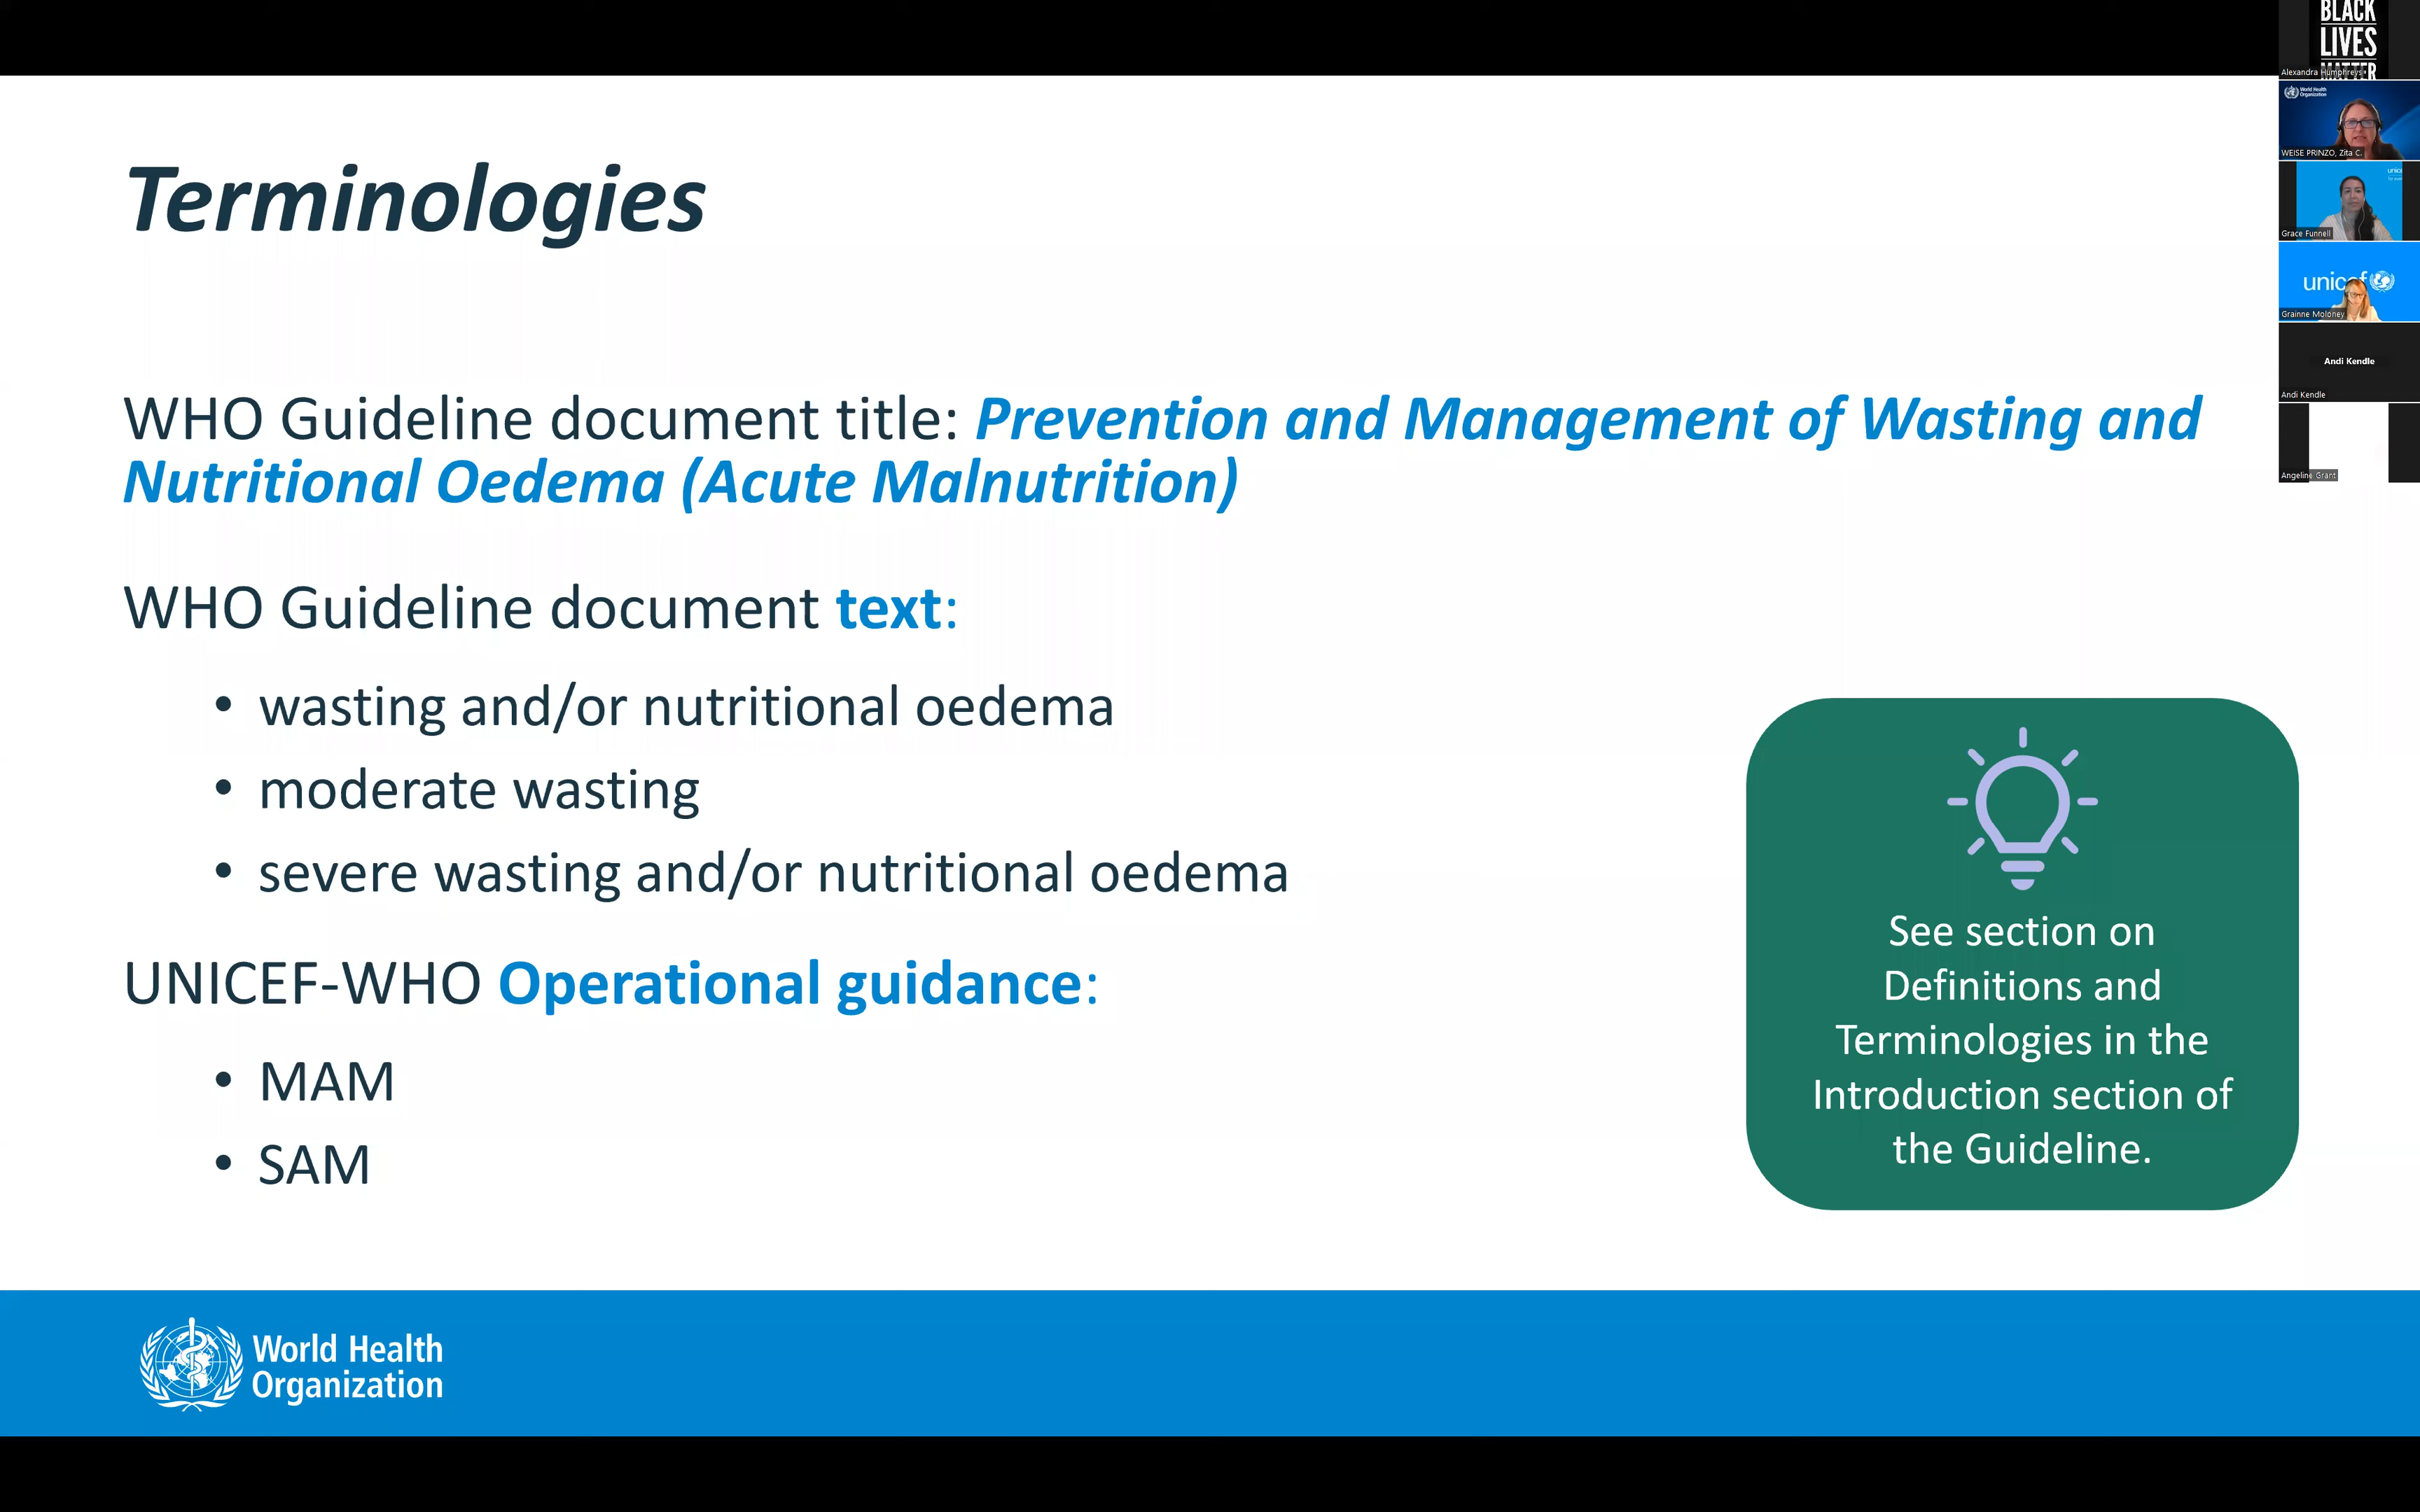 Terminologies
WHO Guideline document title: Prevention and Management of Wasting and
Nutritional Oedema (Acute Malnutrition)
WHO Guideline document text:
• wasting and/or nutritional oedema
• moderate wasting
• severe wasting and/or nutritional oedema
UNICEF-WHO Operational guidance:
• MAM
• SAM
See section on
Definitions and
Terminologies in the
Introduction section of
the Guideline.
World Health
Organization
BLACK
LIVES
MATTER
Alexandra Humphreys
World Health
Organization
WEISE PRINZO, Zita C.
Grace Funnell
unicef
Grainne Moloney
Andi Kendle
Andi Kendle
Angeline Grant